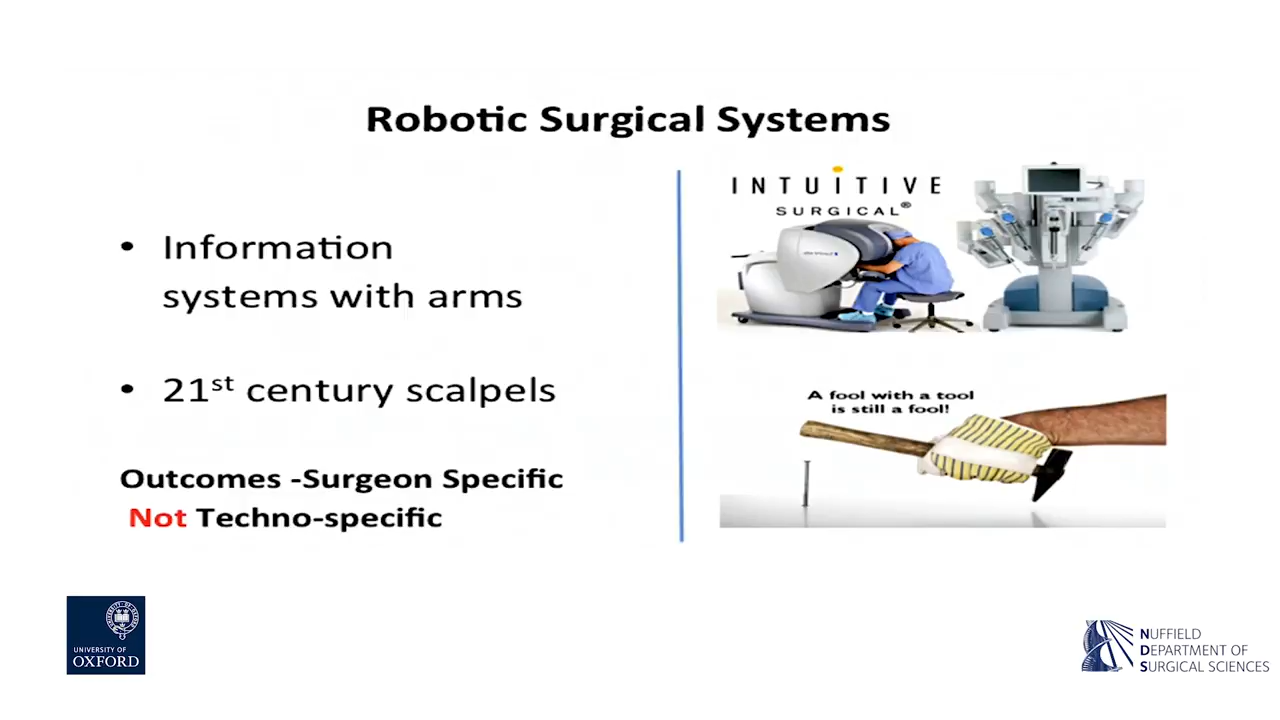 Robotic Surgical Systems
• Information
systems with arms
• 21st century scalpels
Outcomes -Surgeon Specific
Not Techno-specific
INTUITIVE
SURGICAL®
A fool with a tool
is still a fool!
UNIVERSITY OF
OXFORD
NUFFIELD
DEPARTMENT OF
SURGICAL SCIENCES